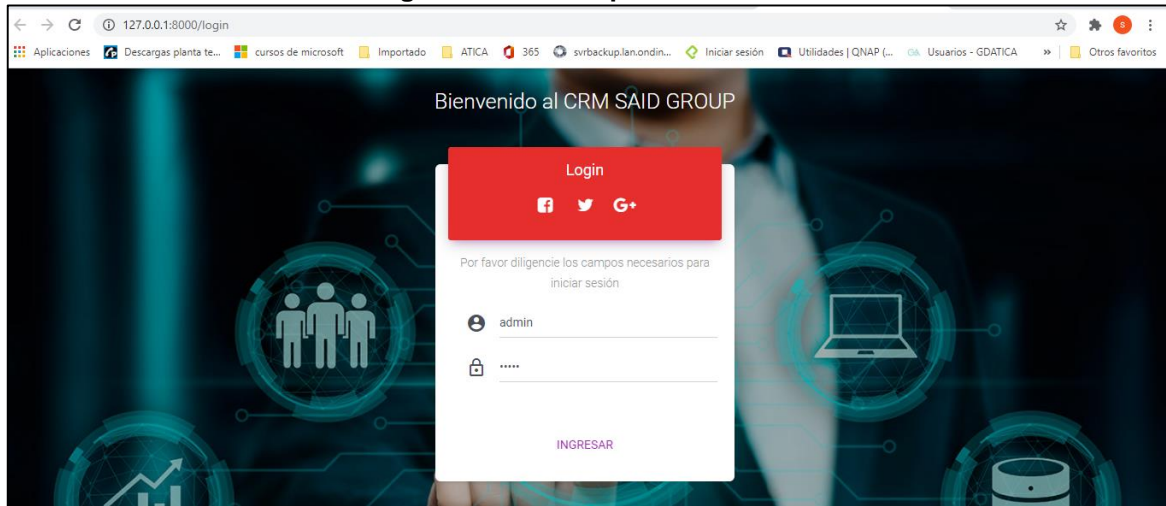 127.0.0.1:8000/login
Aplicaciones Descargas planta te... cursos de microsoft Importado ATICA 365 svrbackup.lan.ondin... Iniciar sesión Utilidades | QNAP (... Usuarios - GDATICA » Otros favoritos
Bienvenido al CRM SAID GROUP
Login
G+
Por favor diligencie los campos necesarios para
iniciar sesión
admin
•••••
INGRESAR